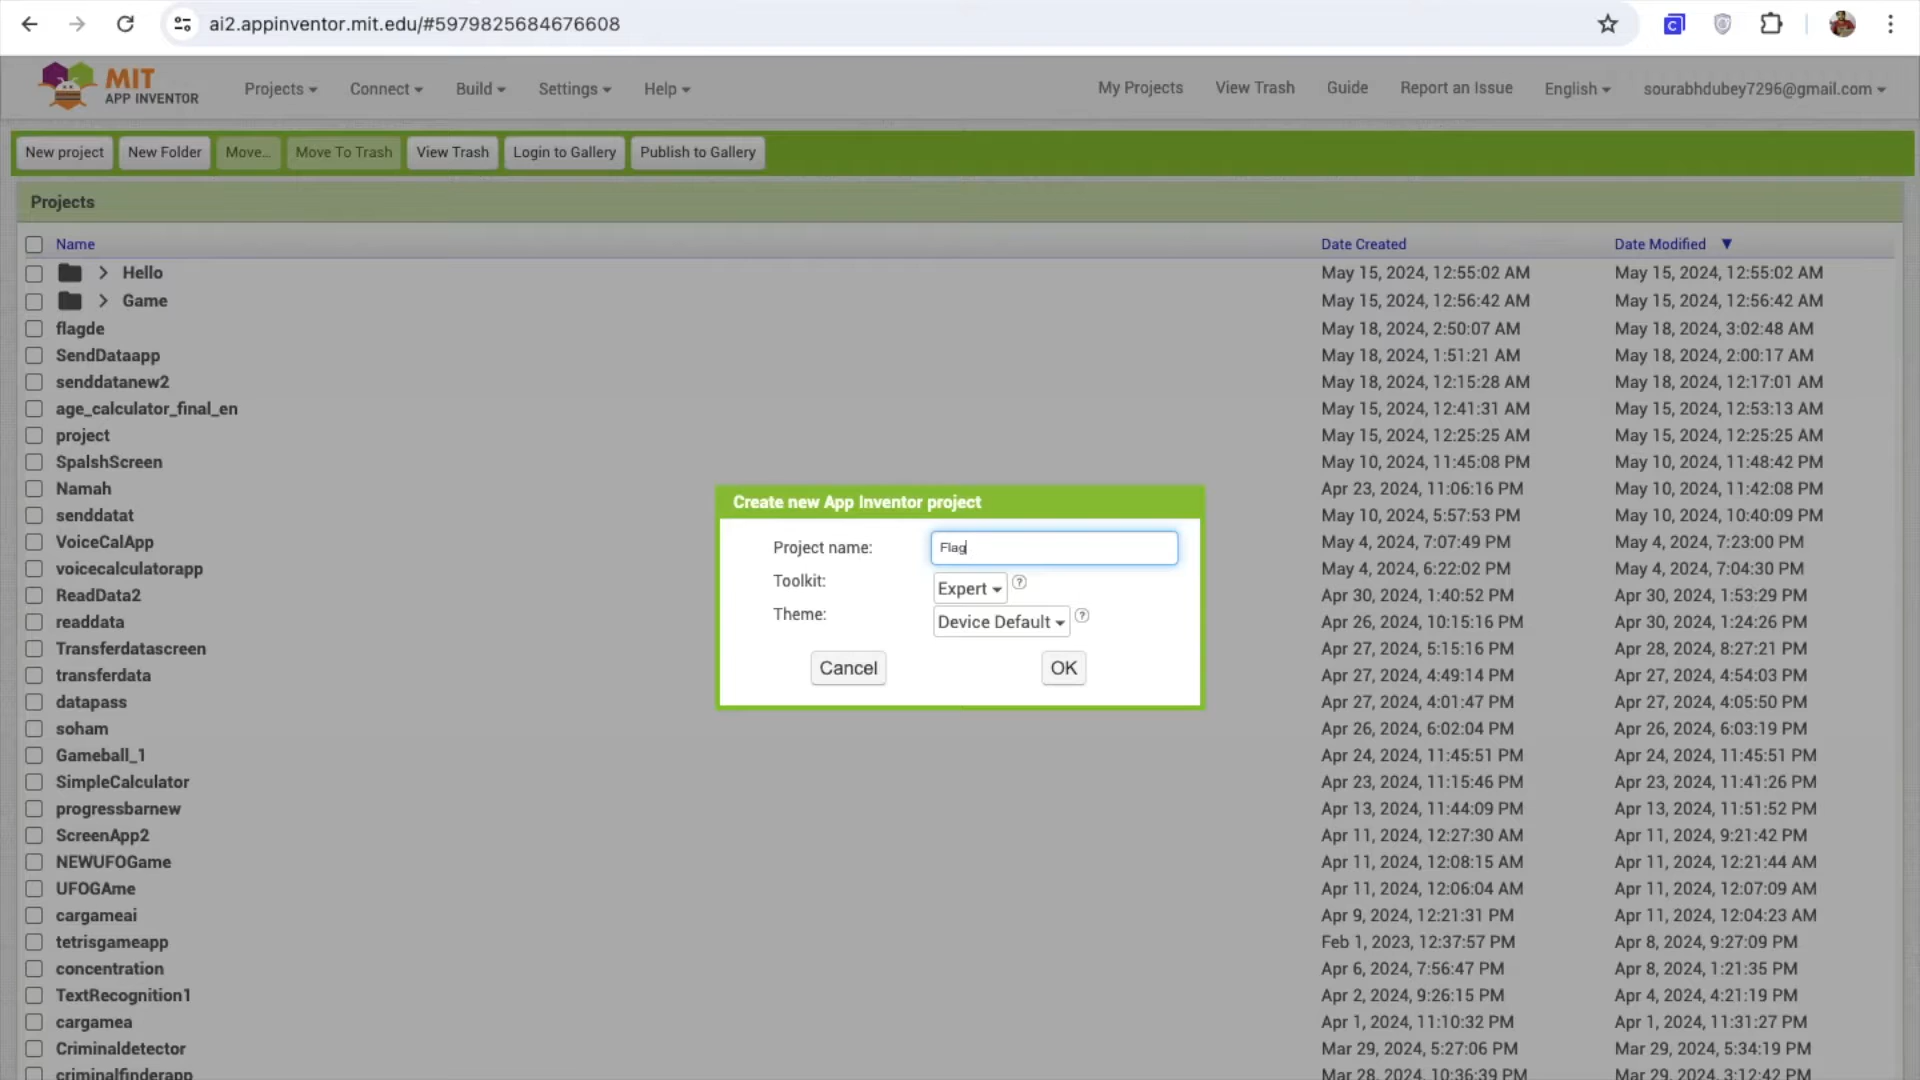 ai2.appinventor.mit.edu/#5979825684676608
MIT
APP INVENTOR
Projects Connect Build Settings Help My Projects View Trash Guide Report an Issue English sourabhdubey7296@gmail.com
New project New Folder Move... Move To Trash View Trash Login to Gallery Publish to Gallery
Projects
Name Date Created Date Modified ▼
Hello May 15, 2024, 12:55:02 AM May 15, 2024, 12:55:02 AM
Game May 15, 2024, 12:56:42 AM May 15, 2024, 12:56:42 AM
flagde May 18, 2024, 2:50:07 AM May 18, 2024, 3:02:48 AM
SendDataapp May 18, 2024, 1:51:21 AM May 18, 2024, 2:00:17 AM
senddatanew2 May 18, 2024, 12:15:28 AM May 18, 2024, 12:17:01 AM
age_calculator_final_en May 15, 2024, 12:41:31 AM May 15, 2024, 12:53:13 AM
project May 15, 2024, 12:25:25 AM May 15, 2024, 12:25:25 AM
SpalshScreen May 10, 2024, 11:45:08 PM May 10, 2024, 11:48:42 PM
Namah Apr 23, 2024, 11:06:16 PM May 10, 2024, 11:42:08 PM
senddatat May 10, 2024, 5:57:53 PM May 10, 2024, 10:40:09 PM
VoiceCalApp May 4, 2024, 7:07:49 PM May 4, 2024, 7:23:00 PM
voicecalculatorapp May 4, 2024, 6:22:02 PM May 4, 2024, 7:04:30 PM
ReadData2 Apr 30, 2024, 1:40:52 PM Apr 30, 2024, 1:53:29 PM
readdata Apr 26, 2024, 10:15:16 PM Apr 30, 2024, 1:24:26 PM
Transferdatascreen Apr 27, 2024, 5:15:16 PM Apr 28, 2024, 8:27:21 PM
transferdata Apr 27, 2024, 4:49:14 PM Apr 27, 2024, 4:54:03 PM
datapass Apr 27, 2024, 4:01:47 PM Apr 27, 2024, 4:05:50 PM
soham Apr 26, 2024, 6:02:04 PM Apr 26, 2024, 6:03:19 PM
Gameball_1 Apr 24, 2024, 11:45:51 PM Apr 24, 2024, 11:45:51 PM
SimpleCalculator Apr 23, 2024, 11:15:46 PM Apr 23, 2024, 11:41:26 PM
progressbarnew Apr 13, 2024, 11:44:09 PM Apr 13, 2024, 11:51:52 PM
ScreenApp2 Apr 11, 2024, 12:27:30 AM Apr 11, 2024, 9:21:42 PM
NEWUFOGame Apr 11, 2024, 12:08:15 AM Apr 11, 2024, 12:21:44 AM
UFOGAme Apr 11, 2024, 12:06:04 AM Apr 11, 2024, 12:07:09 AM
cargameai Apr 9, 2024, 12:21:31 PM Apr 11, 2024, 12:04:23 AM
tetrisgameapp Feb 1, 2023, 12:37:57 PM Apr 8, 2024, 9:27:09 PM
concentration Apr 6, 2024, 7:56:47 PM Apr 8, 2024, 1:21:35 PM
TextRecognition1 Apr 2, 2024, 9:26:15 PM Apr 4, 2024, 4:21:19 PM
cargamea Apr 1, 2024, 11:10:32 PM Apr 1, 2024, 11:31:27 PM
Criminaldetector Mar 29, 2024, 5:27:06 PM Mar 29, 2024, 5:34:19 PM
criminalfinderapp Mar 28, 2024, 10:36:39 PM Mar 29, 2024, 3:12:42 PM
Create new App Inventor project
Project name: Flag
Toolkit: Expert ?
Theme: Device Default ?
Cancel OK